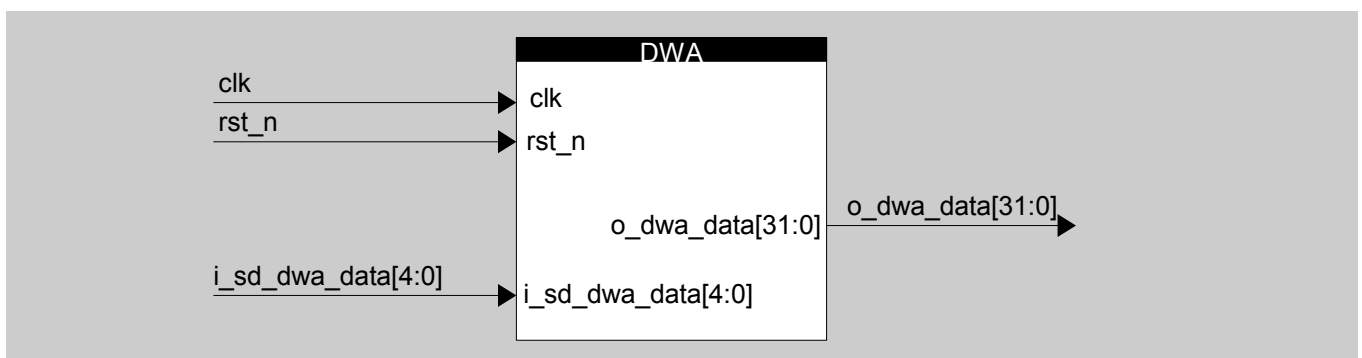 DWA
clk
clk
rst_n
rst_n
o_dwa_data[31:0]
o_dwa_data[31:0]
i_sd_dwa_data[4:0]
i_sd_dwa_data[4:0]